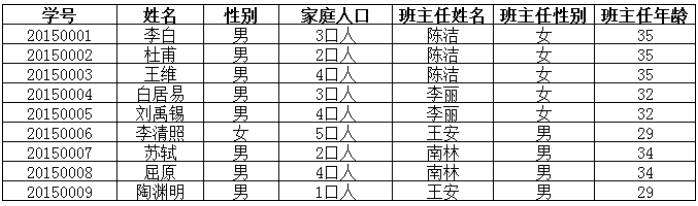 学号 姓名 性别 家庭人口 班主任姓名 班主任性别 班主任年龄
20150001 李白 男 3口人 陈洁 女 35
20150002 杜甫 男 2口人 陈洁 女 35
20150003 王维 男 4口人 陈洁 女 35
20150004 白居易 男 3口人 李丽 女 32
20150005 刘禹锡 男 4口人 李丽 女 32
20150006 李清照 女 5口人 王安 男 29
20150007 苏轼 男 2口人 南林 男 34
20150008 屈原 男 4口人 南林 男 34
20150009 陶渊明 男 1口人 王安 男 29